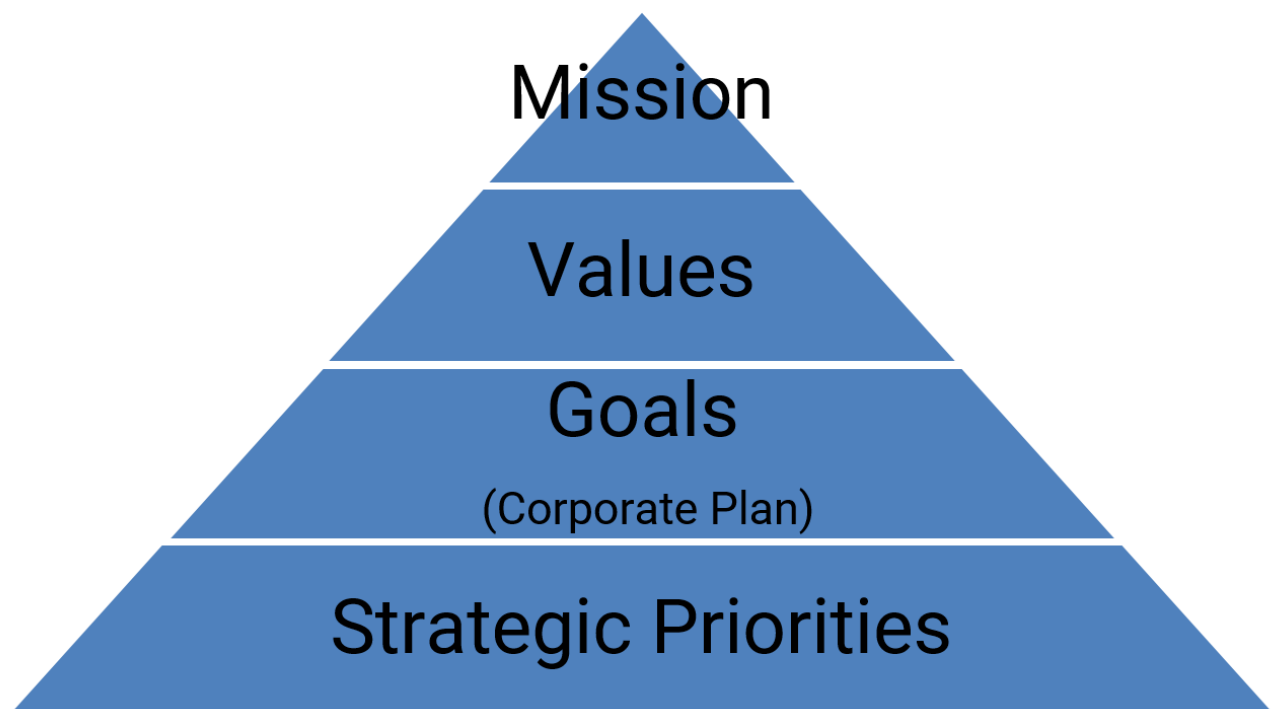 Mission
Values
Goals
(Corporate Plan)
Strategic Priorities